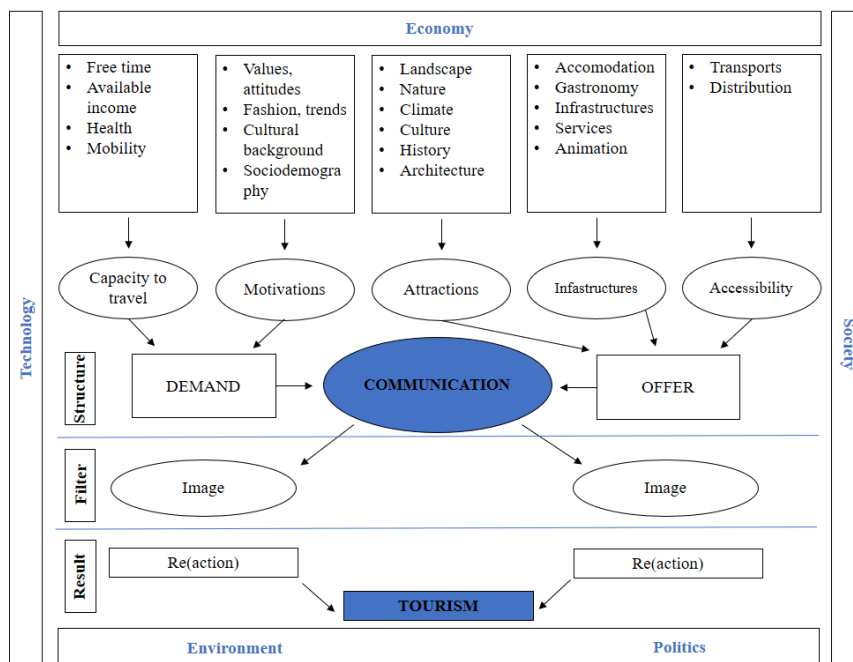 Economy
Technology
Society
• Free time
• Available
income
• Health
• Mobility
• Values,
attitudes
• Fashion, trends
• Cultural
background
• Sociodemogra
phy
• Landscape
• Nature
• Climate
• Culture
• History
• Architecture
• Accomodation
• Gastronomy
• Infrastructures
• Services
• Animation
• Transports
• Distribution
Capacity to
travel
Motivations
Attractions
Infastructures
Accessibility
Structure
DEMAND
COMMUNICATION
OFFER
Filter
Image
Image
Result
Re(action)
Re(action)
TOURISM
Environment
Politics